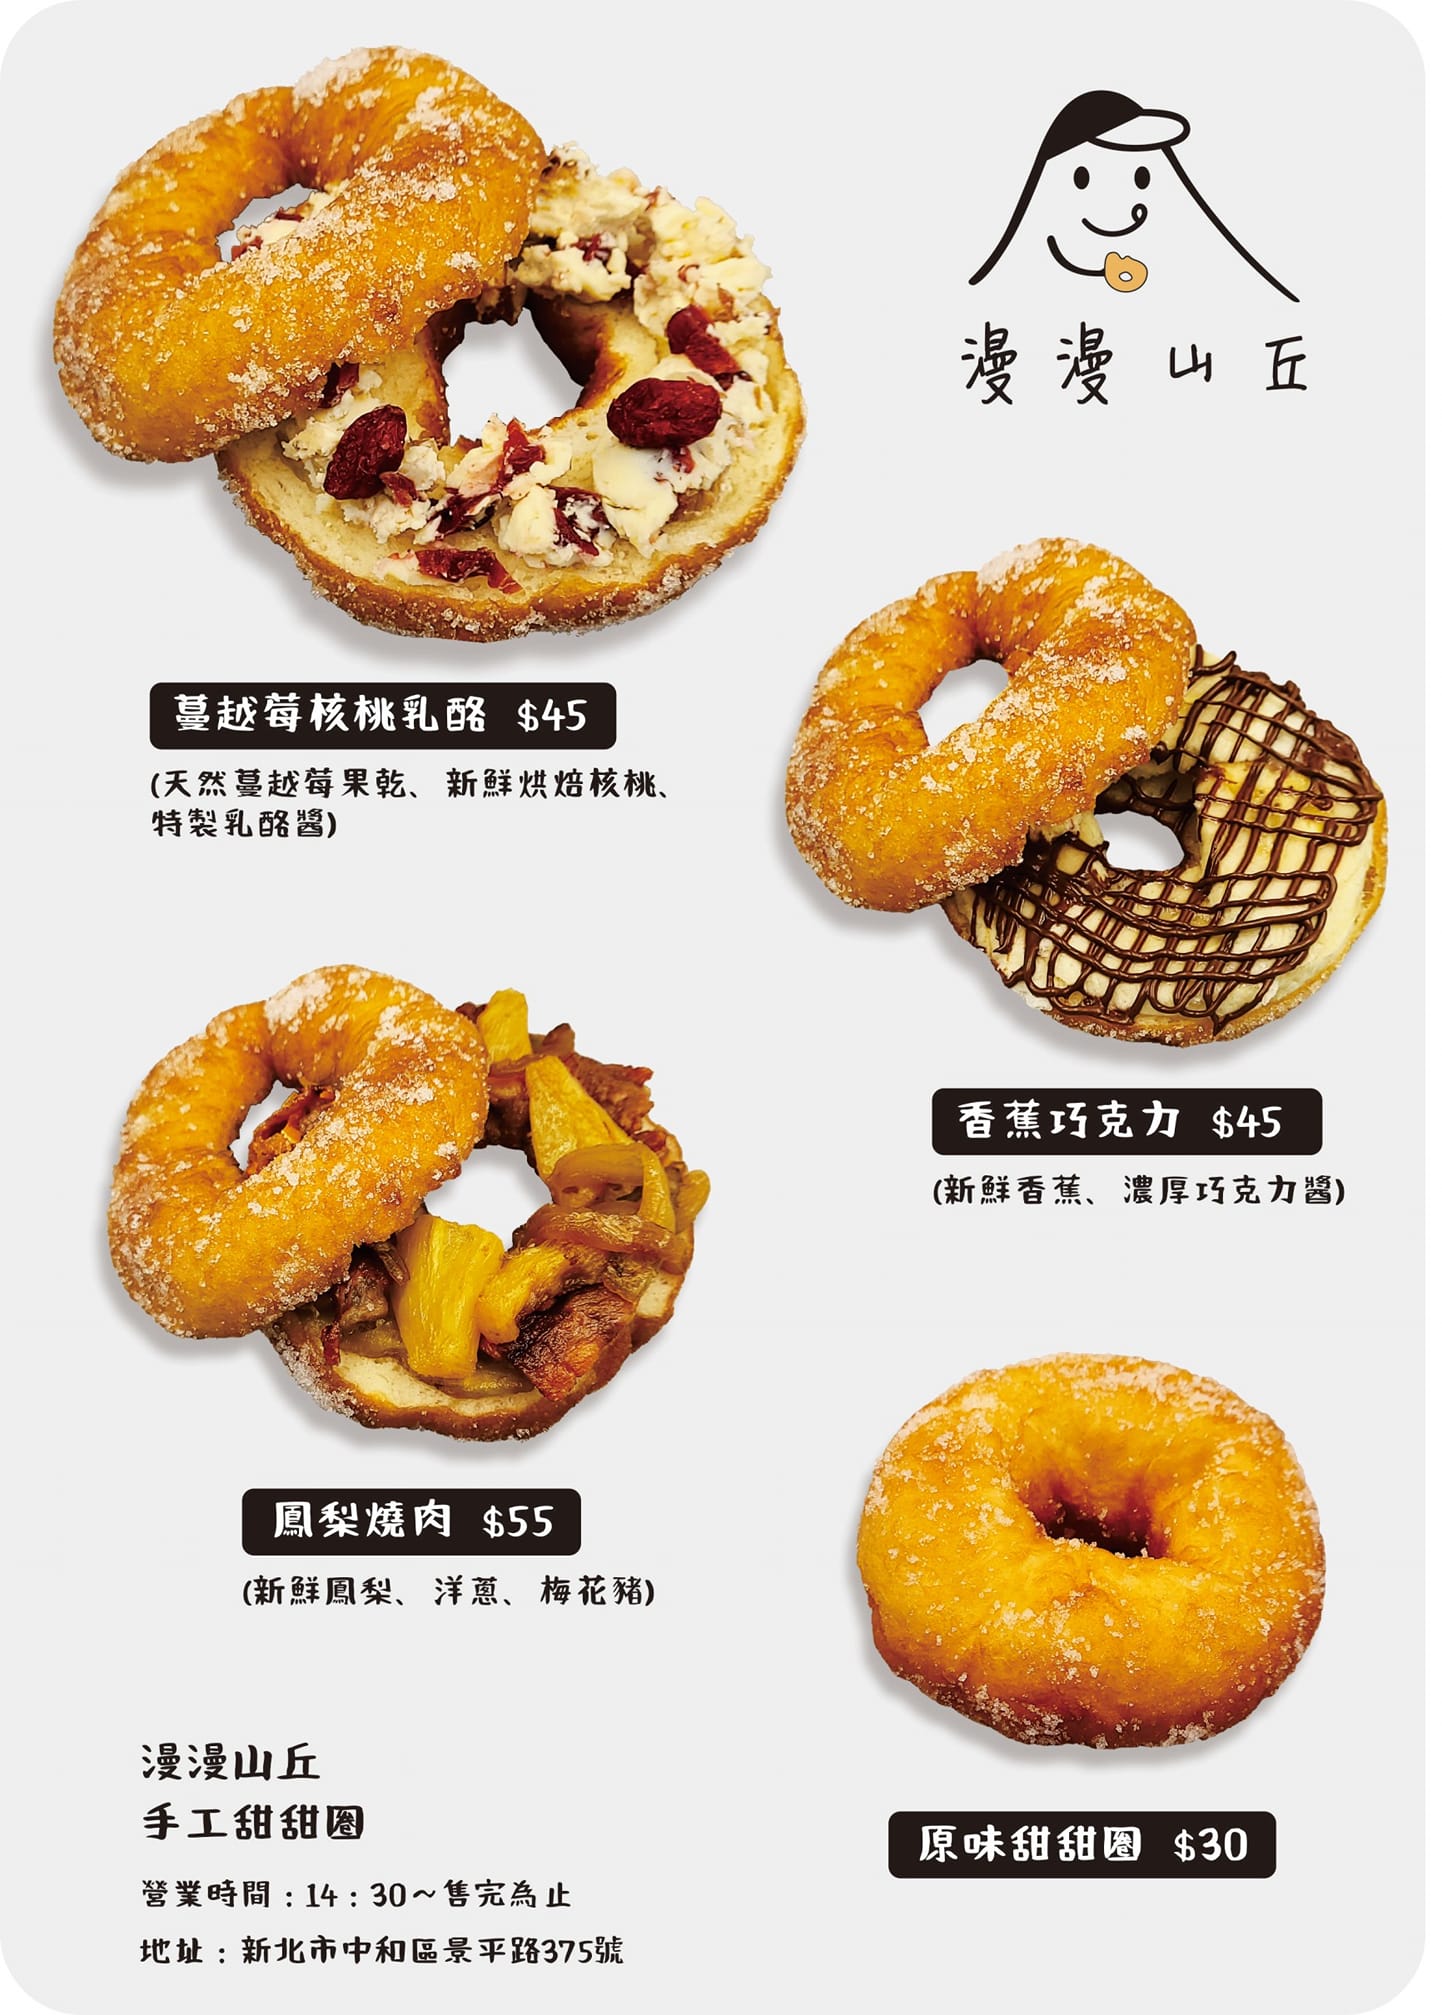 漫漫山丘
蔓越莓核桃乳酪 $45
(天然蔓越莓果乾、新鮮烘焙核桃、
特製乳酪醬)
香蕉巧克力 $45
(新鮮香蕉、濃厚巧克力醬)
鳳梨燒肉 $55
(新鮮鳳梨、洋蔥、梅花豬)
原味甜甜圈 $30
漫漫山丘
手工甜甜圈
營業時間：14：30～售完為止
地址：新北市中和區景平路375號